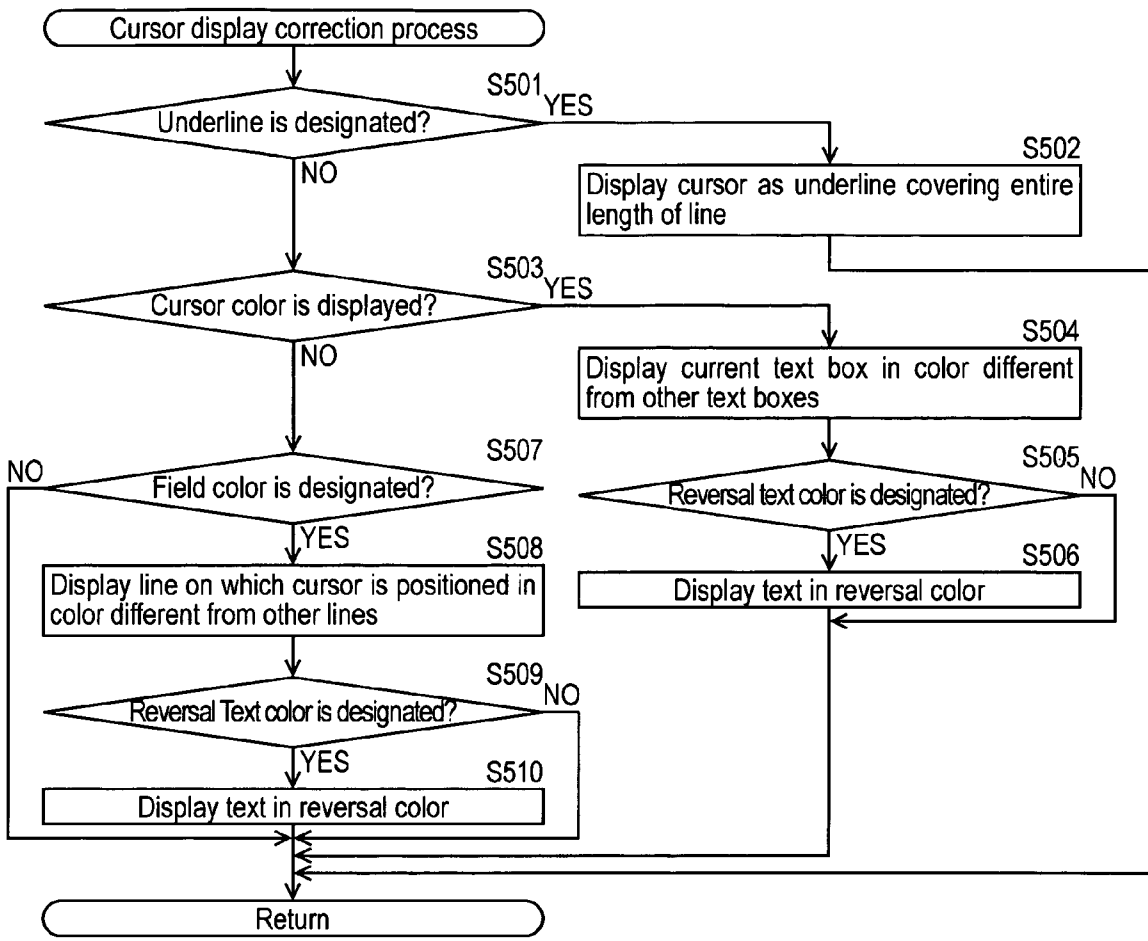 Cursor display correction process
S501
Underline is designated?
YES
NO
S502
Display cursor as underline covering entire
length of line
S503
Cursor color is displayed?
YES
NO
S504
Display current text box in color different
from other text boxes
S507
NO
Field color is designated?
YES
S505
Reversal text color is designated?
NO
YES
S508
Display line on which cursor is positioned in
color different from other lines
S506
Display text in reversal color
S509
Reversal Text color is designated?
NO
YES
S510
Display text in reversal color
Return